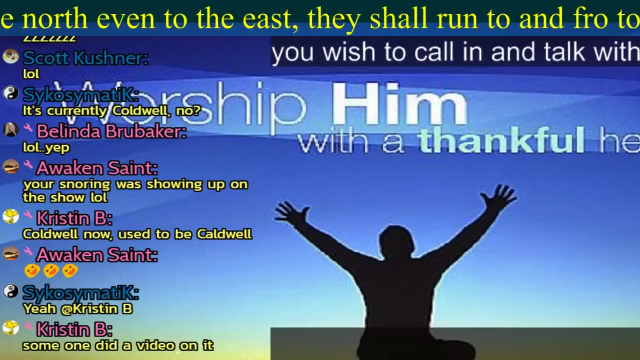 e north even to the east, they shall run to and fro to
zzzzzzz
you wish to call in and talk with
Scott Kushner:
lol
SykosymatiK:
It's currently Coldwell, no?
Worship Him
with a thankful he
Belinda Brubaker:
lol..yep
Awaken Saint:
your snoring was showing up on
the show lol
Kristin B:
Coldwell now, used to be Caldwell
Awaken Saint:
SykosymatiK:
Yeah @Kristin B
Kristin B:
some one did a video on it